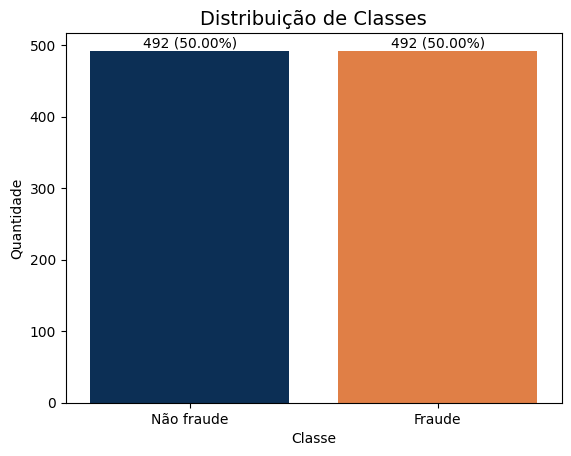 Distribuição de Classes
492 (50.00%) 492 (50.00%)
500
400
300
200
100
0
Quantidade
Não fraude Fraude
Classe